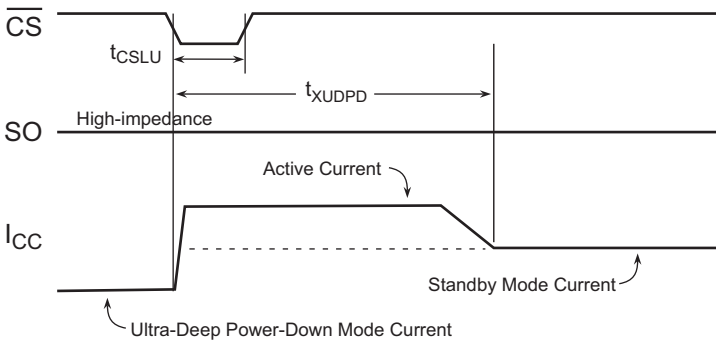 CS
tCSLU
tXUDPD
High-impedance
SO
Active Current
ICC
Standby Mode Current
Ultra-Deep Power-Down Mode Current